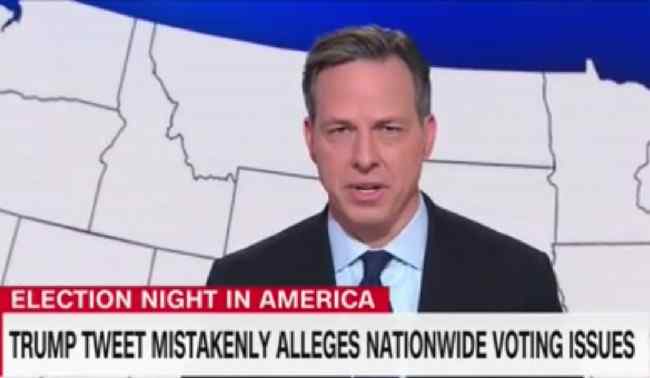 ELECTION NIGHT IN AMERICA
TRUMP TWEET MISTAKENLY ALLEGES NATIONWIDE VOTING ISSUES